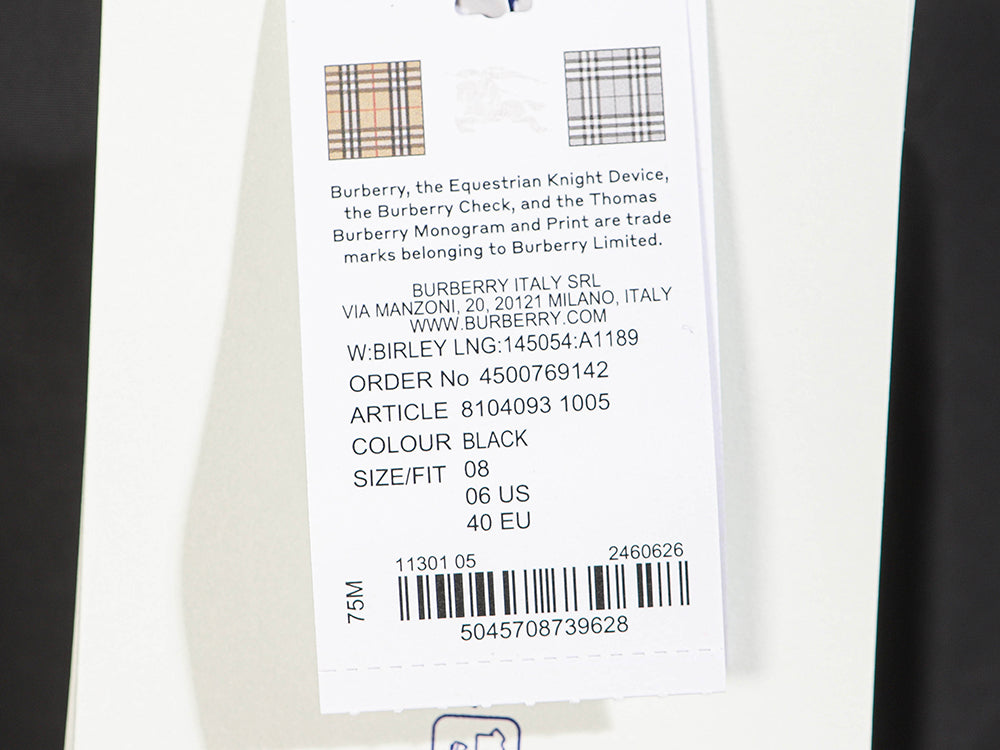 Burberry, the Equestrian Knight Device,
the Burberry Check, and the Thomas
Burberry Monogram and Print are trade
marks belonging to Burberry Limited.
BURBERRY ITALY SRL
VIA MANZONI, 20, 20121 MILANO, ITALY
WWW.BURBERRY.COM
W:BIRLEY LNG:145054:A1189
ORDER No 4500769142
ARTICLE 8104093 1005
COLOUR BLACK
SIZE/FIT 08
06 US
40 EU
11301 05 2460626
75M
5045708739628